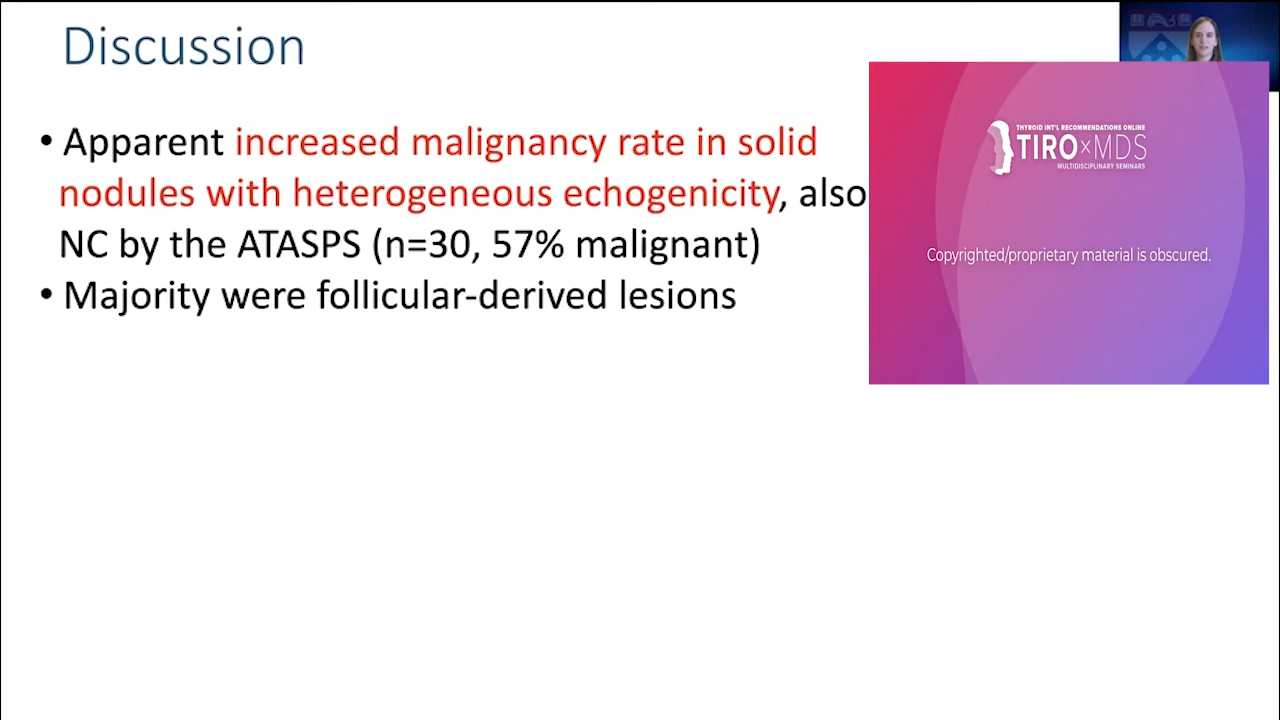 Discussion
• Apparent increased malignancy rate in solid
nodules with heterogeneous echogenicity, also
NC by the ATASPS (n=30, 57% malignant)
• Majority were follicular-derived lesions
THYROID INT'L RECOMMENDATIONS ONLINE
TIRO×MDS
MULTIDISCIPLINARY SEMINARS
Copyrighted/proprietary material is obscured.